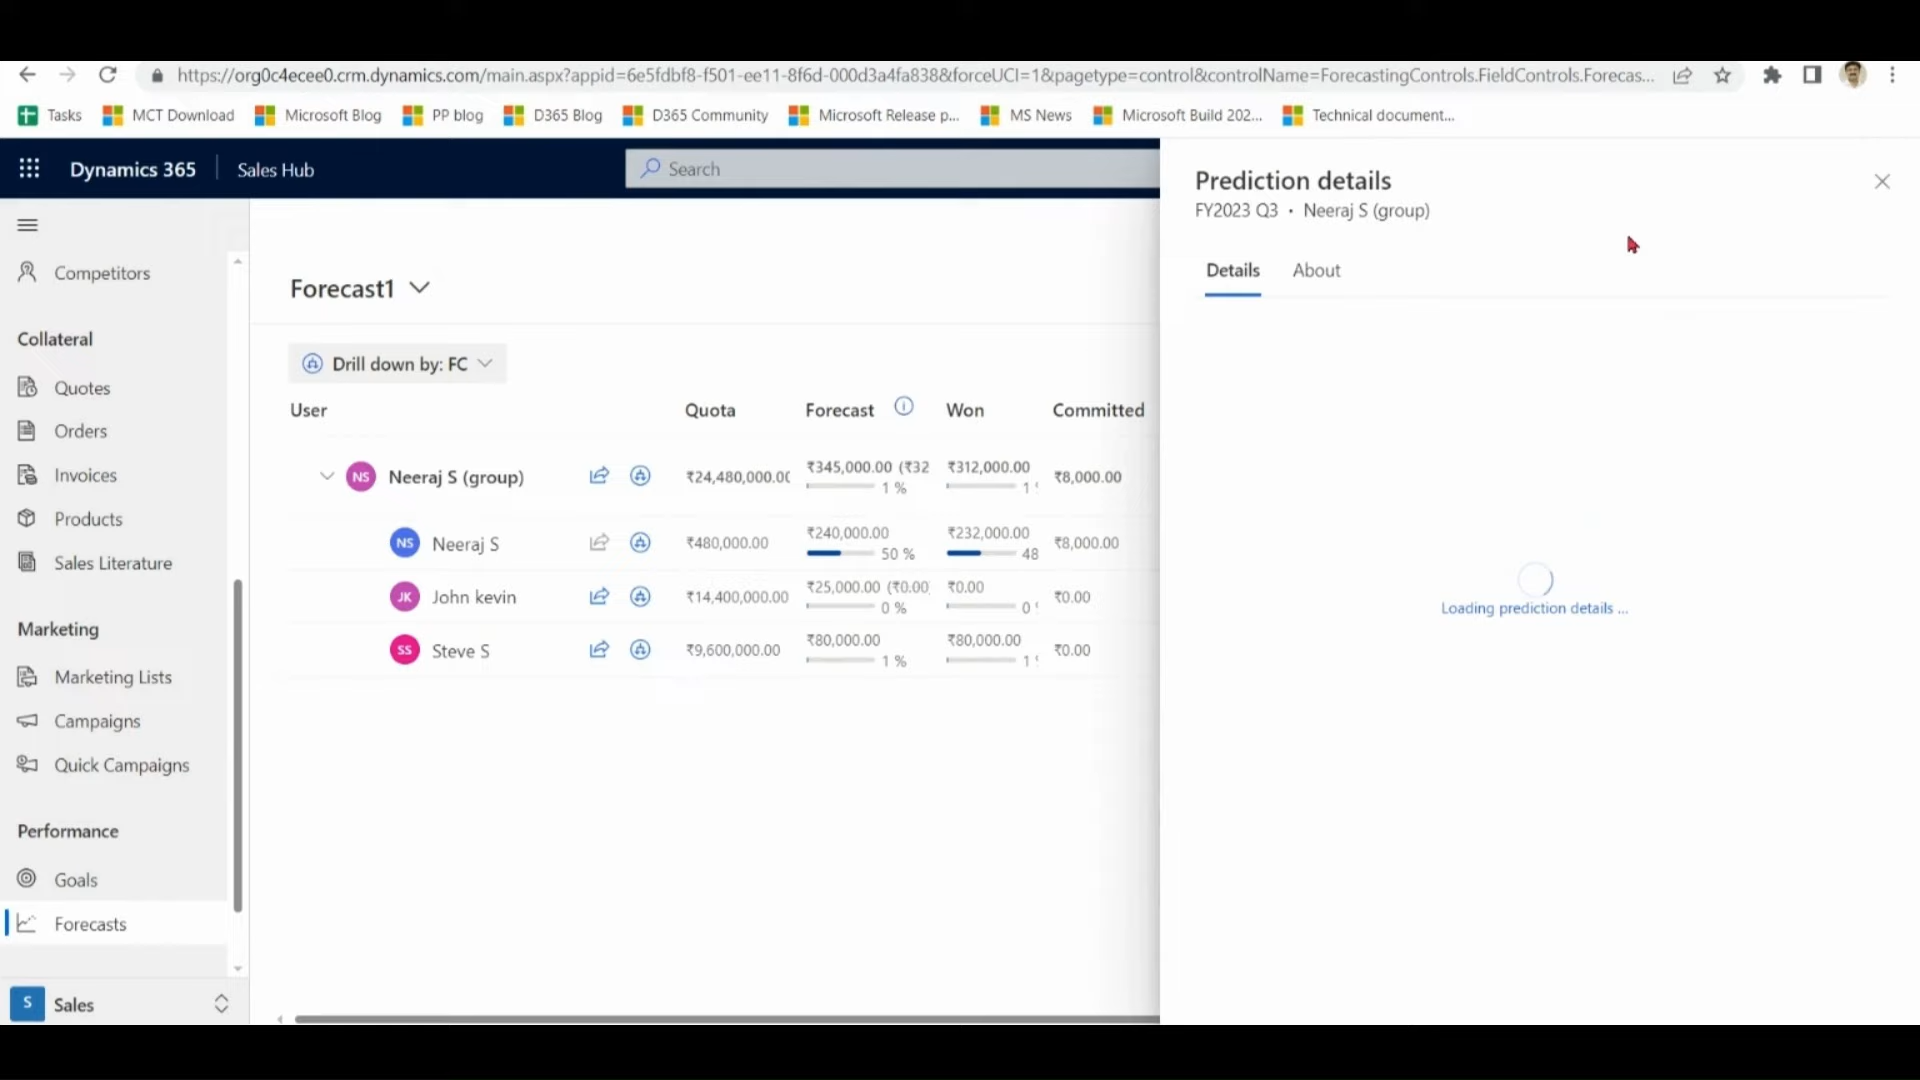 https://org0c4ecee0.crm.dynamics.com/main.aspx?appid=6e5fdbf8-f501-ee11-8f6d-000d3a4fa838&forceUCI=1&pagetype=control&controlName=ForecastingControls.FieldControls.Forecas...
Tasks MCT Download Microsoft Blog PP blog D365 Blog D365 Community Microsoft Release p... MS News Microsoft Build 202... Technical document...
Dynamics 365 Sales Hub Search
Competitors
Collateral
Quotes
Orders
Invoices
Products
Sales Literature
Marketing
Marketing Lists
Campaigns
Quick Campaigns
Performance
Goals
Forecasts
S Sales
Forecast1
Drill down by: FC
User Quota Forecast Won Committed
NS Neeraj S (group) ₹24,480,000.00 ₹345,000.00 (₹32 1 % ₹312,000.00 1 ₹8,000.00
NS Neeraj S ₹480,000.00 ₹240,000.00 50 % ₹232,000.00 48 ₹8,000.00
JK John kevin ₹14,400,000.00 ₹25,000.00 (₹0.00 0 % ₹0.00 0 ₹0.00
SS Steve S ₹9,600,000.00 ₹80,000.00 1 % ₹80,000.00 1 ₹0.00
Prediction details
FY2023 Q3 • Neeraj S (group)
Details About
Loading prediction details ...